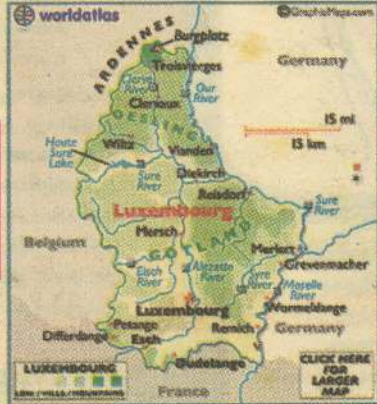 worldatlas
©GraphicMaps.com
ARDENNES
Burgplatz
Troisvierges
Germany
Clerve
River
Our
River
Clervaux
OESLING
15 mi
15 km
Wiltz
Vianden
Haute
Sure
Lake
Sure
River
Diekirch
Reisdorf
Luxembourg
Sure
River
Mersch
GUTLAND
Belgium
Mertert
Grevenmacher
Eisch
River
Alezette
River
Syre
River
Moselle
River
Luxembourg
Wormeldange
Petange
Remich
Germany
Differdange
Esch
Dudelange
LUXEMBOURG
LOW / HILLS / MOUNTAINS
France
CLICK HERE
FOR
LARGER
MAP